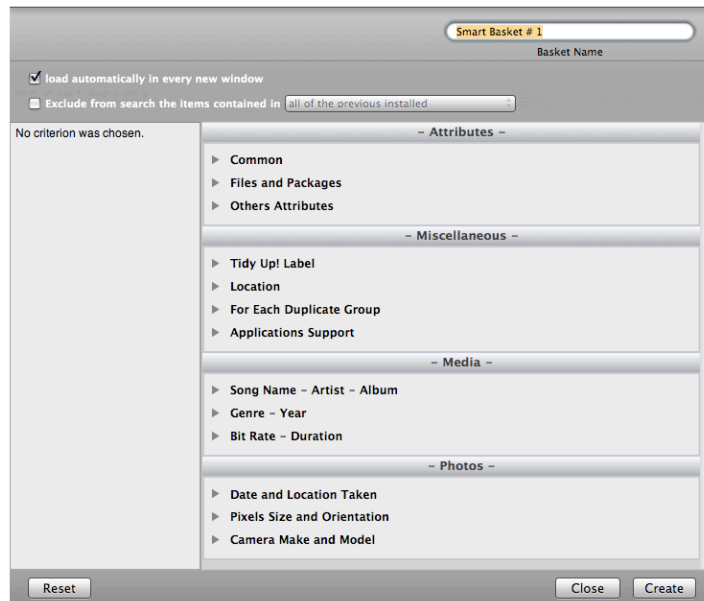 Smart Basket # 1
Basket Name
load automatically in every new window
Exclude from search the items contained in all of the previous installed
No criterion was chosen.
– Attributes –
Common
Files and Packages
Others Attributes
– Miscellaneous –
Tidy Up! Label
Location
For Each Duplicate Group
Applications Support
– Media –
Song Name – Artist – Album
Genre – Year
Bit Rate – Duration
– Photos –
Date and Location Taken
Pixels Size and Orientation
Camera Make and Model
Reset Close Create